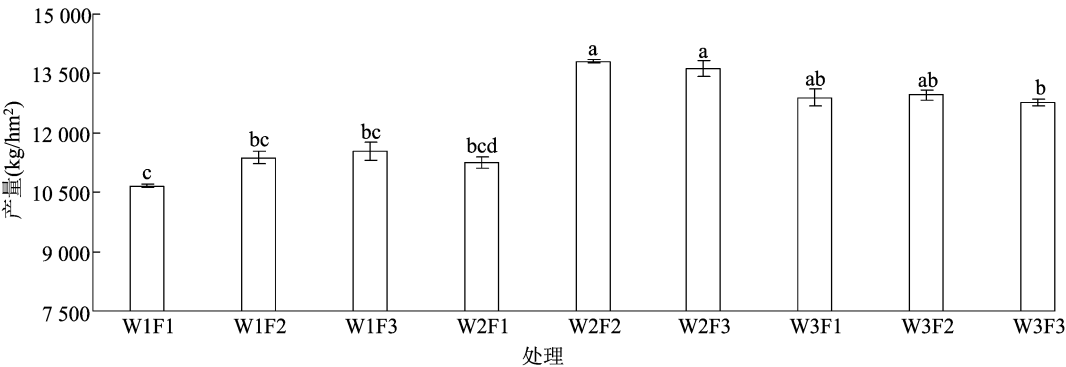 15 000
13 500
12 000
10 500
9 000
7 500
产量(kg/hm²)
c
bc
bc
bcd
a
a
ab
ab
b
W1F1 W1F2 W1F3 W2F1 W2F2 W2F3 W3F1 W3F2 W3F3
处理